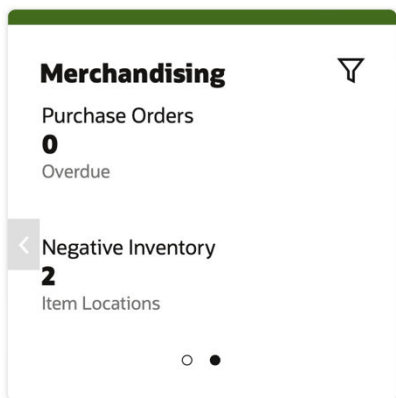 Merchandising
Purchase Orders
0
Overdue
Negative Inventory
2
Item Locations